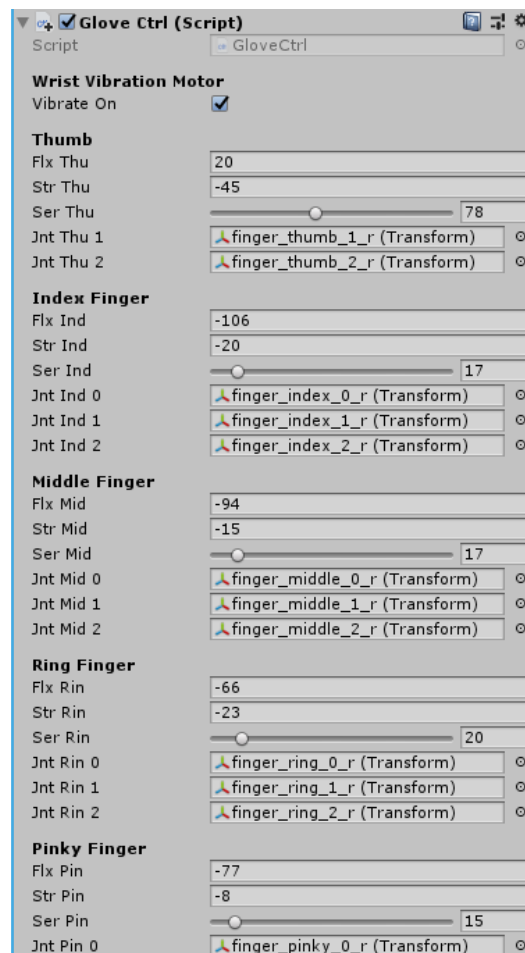 Glove Ctrl (Script)
Script GloveCtrl
Wrist Vibration Motor
Vibrate On
Thumb
Flx Thu 20
Str Thu -45
Ser Thu 78
Jnt Thu 1 finger_thumb_1_r (Transform)
Jnt Thu 2 finger_thumb_2_r (Transform)
Index Finger
Flx Ind -106
Str Ind -20
Ser Ind 17
Jnt Ind 0 finger_index_0_r (Transform)
Jnt Ind 1 finger_index_1_r (Transform)
Jnt Ind 2 finger_index_2_r (Transform)
Middle Finger
Flx Mid -94
Str Mid -15
Ser Mid 17
Jnt Mid 0 finger_middle_0_r (Transform)
Jnt Mid 1 finger_middle_1_r (Transform)
Jnt Mid 2 finger_middle_2_r (Transform)
Ring Finger
Flx Rin -66
Str Rin -23
Ser Rin 20
Jnt Rin 0 finger_ring_0_r (Transform)
Jnt Rin 1 finger_ring_1_r (Transform)
Jnt Rin 2 finger_ring_2_r (Transform)
Pinky Finger
Flx Pin -77
Str Pin -8
Ser Pin 15
Jnt Pin 0 finger_pinky_0_r (Transform)